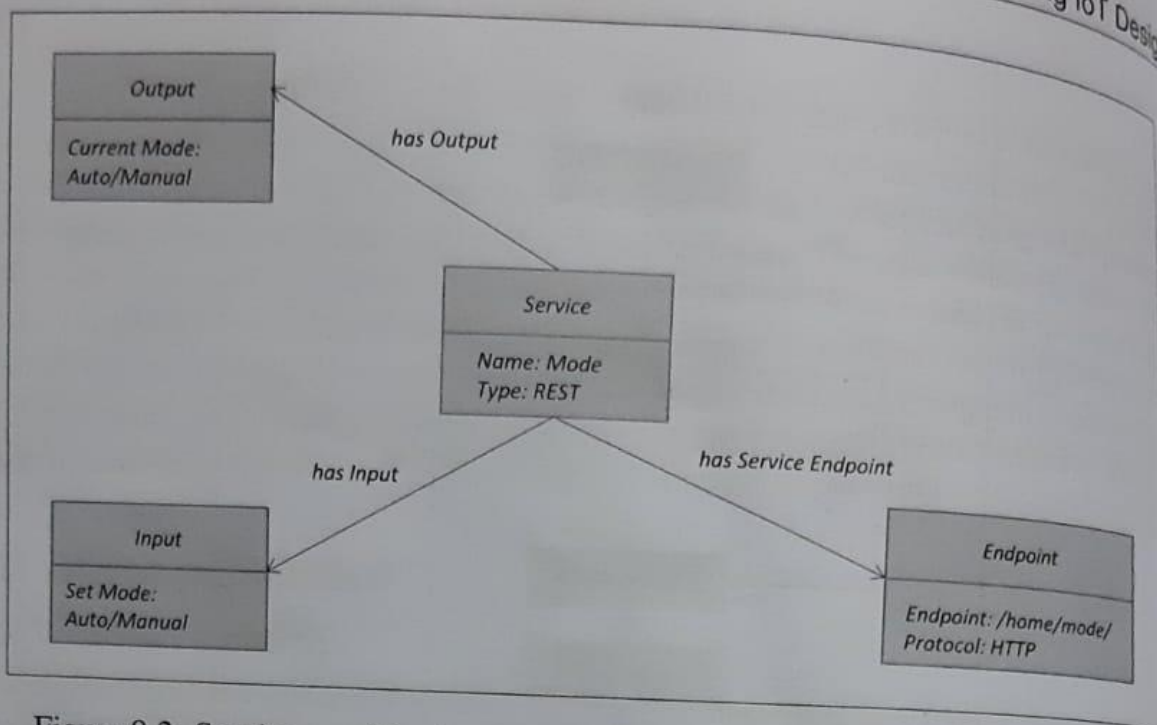 IoT
Output
Current Mode:
Auto/Manual
has Output
Service
Name: Mode
Type: REST
has Input
has Service Endpoint
Input
Set Mode:
Auto/Manual
Endpoint
Endpoint: /home/mode/
Protocol: HTTP